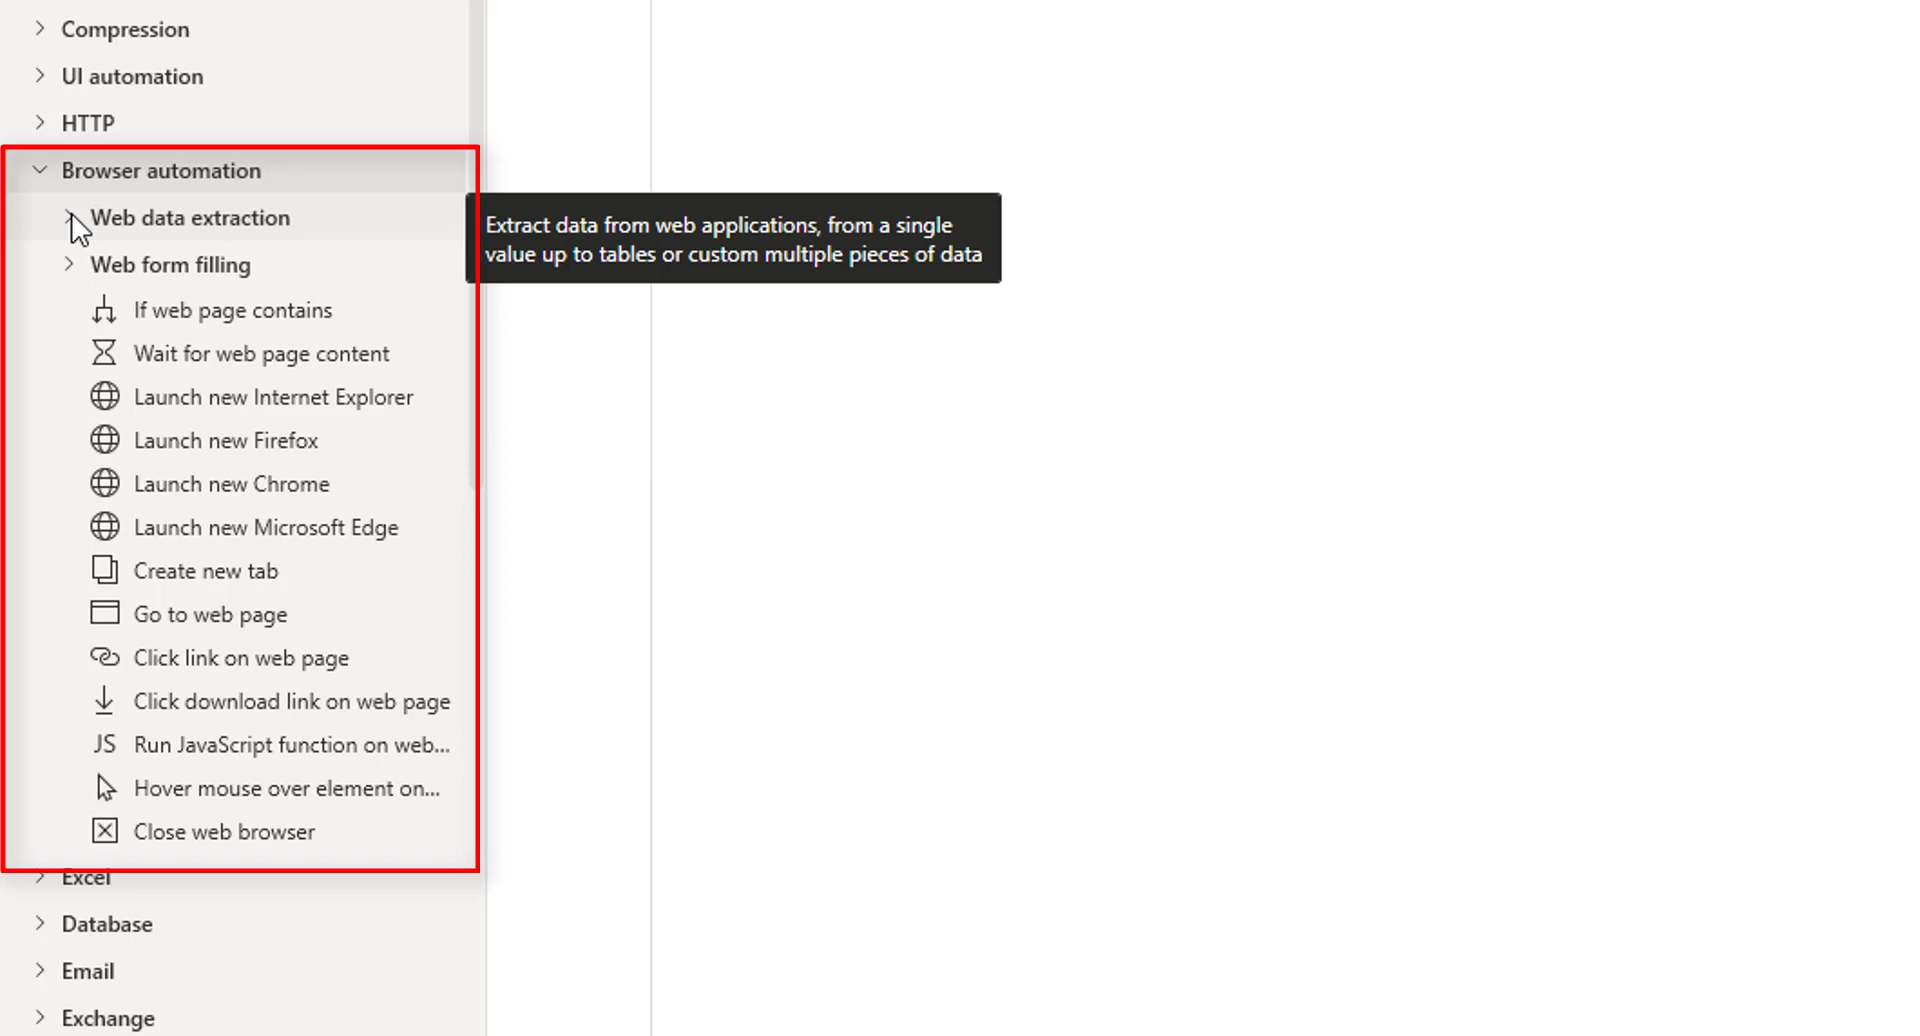 Compression
UI automation
HTTP
Browser automation
Web data extraction
Extract data from web applications, from a single
value up to tables or custom multiple pieces of data
Web form filling
If web page contains
Wait for web page content
Launch new Internet Explorer
Launch new Firefox
Launch new Chrome
Launch new Microsoft Edge
Create new tab
Go to web page
Click link on web page
Click download link on web page
JS Run JavaScript function on web...
Hover mouse over element on...
Close web browser
Excel
Database
Email
Exchange